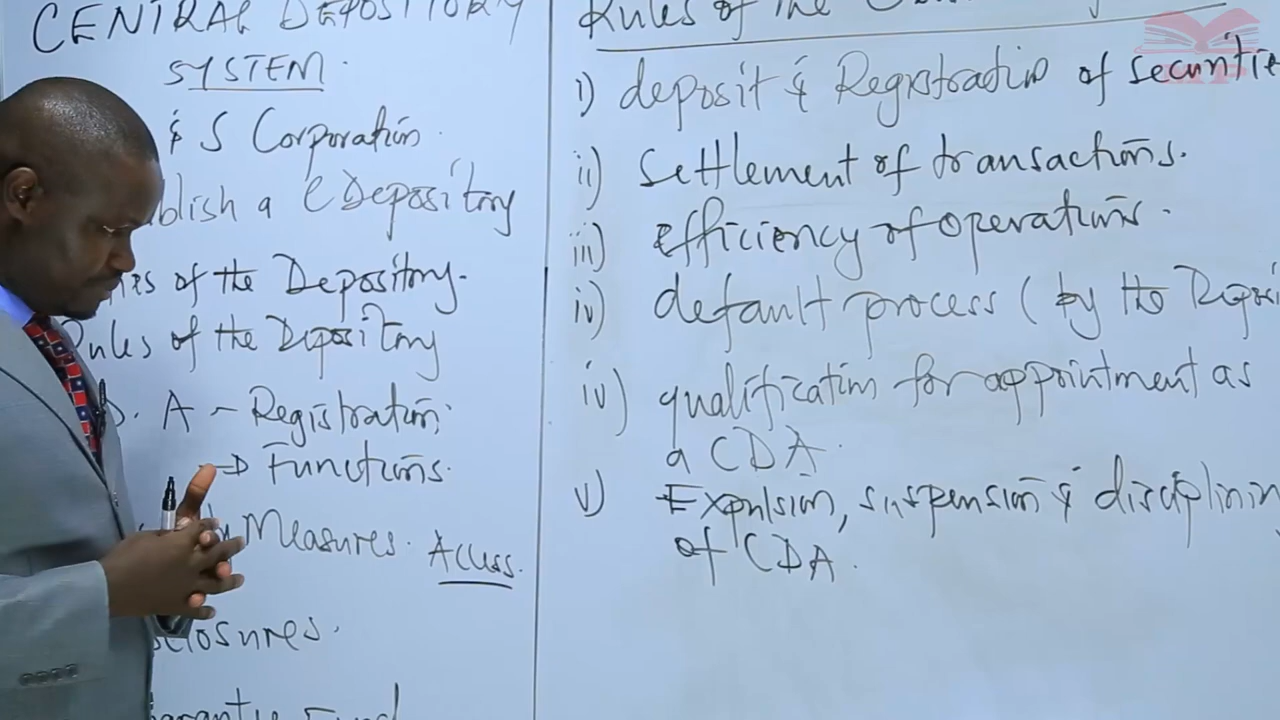 CENTRAL DEPOSITORY
SYSTEM.
& S Corporation.
blish a C Depository
of the Depository.
Rules of the Depository
D. A - Registration;
→ Functions.
Measures. Access.
closures.
Fund
Rules of the
i) deposit & Registration of securitie
ii) Settlement of transactions.
iii) Efficiency of operations.
iv) default process (by the
iv) qualification for appointment as
a CDA.
v) Expulsion, suspension & disciplinin
of CDA.